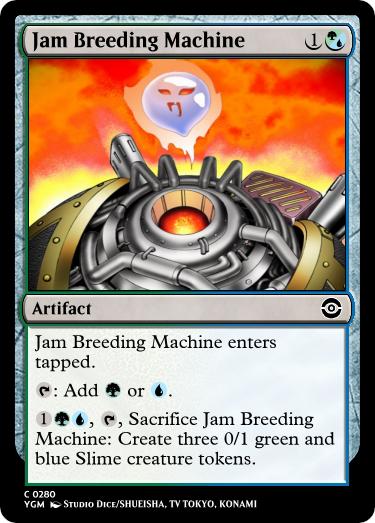 Jam Breeding Machine 1
Artifact
Jam Breeding Machine enters
tapped.
: Add or .
1, , Sacrifice Jam Breeding
Machine: Create three 0/1 green and
blue Slime creature tokens.
C 0280
YGM Studio Dice/SHUEISHA, TV TOKYO, KONAMI